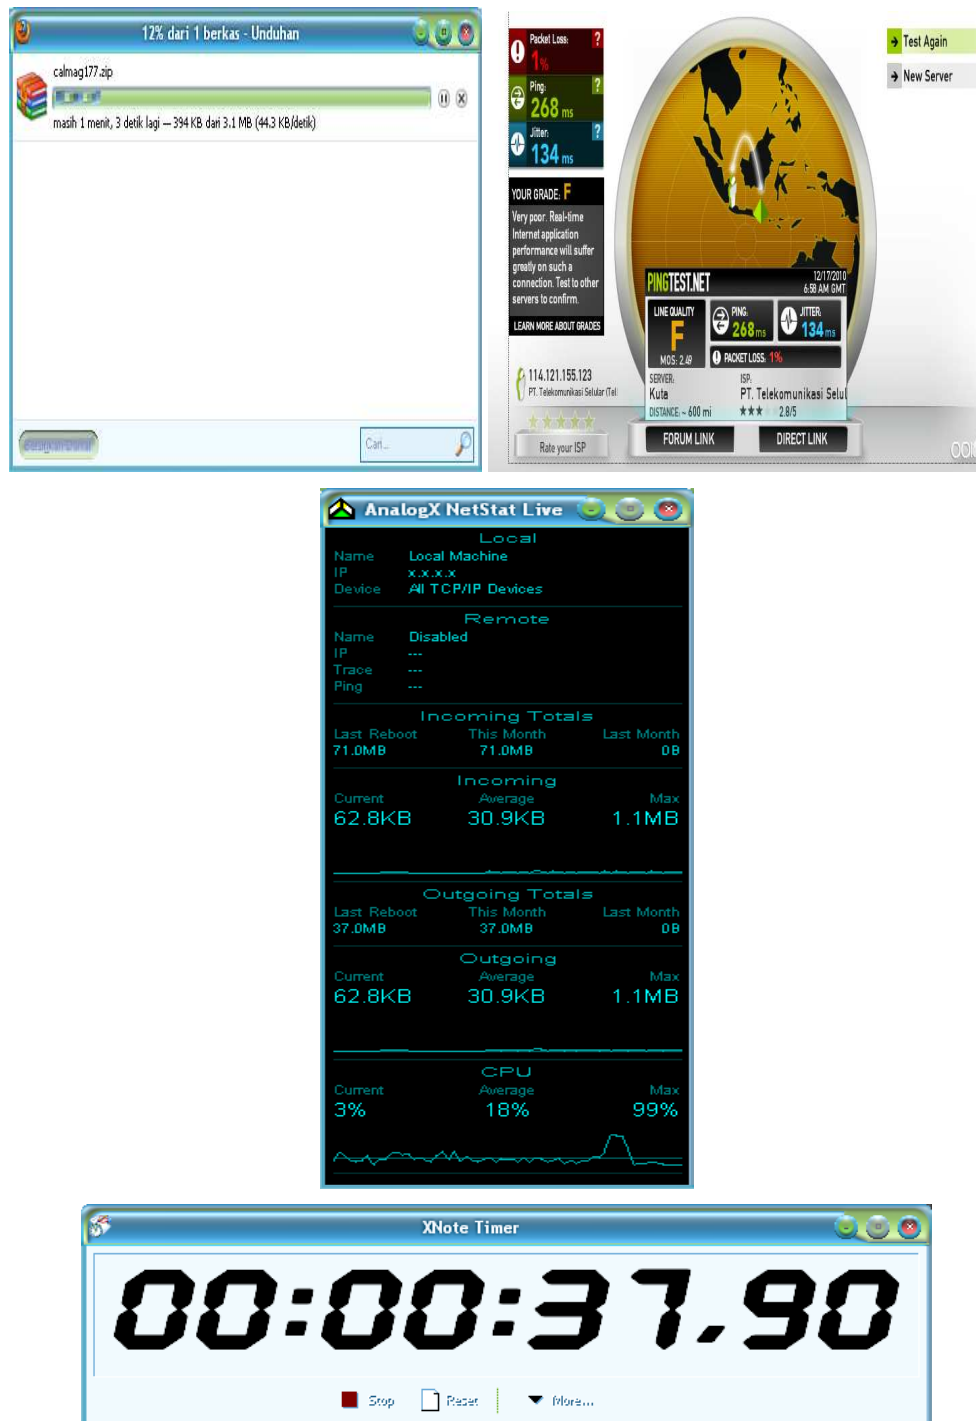 12% dari 1 berkas - Unduhan
calmag177.zip
masih 1 menit, 3 detik lagi — 394 KB dari 3.1 MB (44.3 KB/detik)
Cari...
Packet Loss: ?
1%
Ping: ?
268 ms
Jitter: ?
134 ms
YOUR GRADE: F
Very poor. Real-time
Internet application
performance will suffer
greatly on such a
connection. Test to other
servers to confirm.
LEARN MORE ABOUT GRADES
114.121.155.123
PT. Telekomunikasi Selular (Tel
Rate your ISP
Test Again
New Server
PINGTEST.NET
12/17/2010
6:58 AM GMT
LINE QUALITY
F
MOS: 2.49
PING:
268 ms
JITTER:
134 ms
PACKET LOSS: 1%
SERVER:
Kuta
DISTANCE: ~ 600 mi
ISP:
PT. Telekomunikasi Selul
2.8/5
FORUM LINK
DIRECT LINK
AnalogX NetStat Live
Local
Name Local Machine
IP x.x.x.x
Device All TCP/IP Devices
Remote
Name Disabled
IP ---
Trace ---
Ping ---
Incoming Totals
Last Reboot This Month Last Month
71.0MB 71.0MB 0B
Incoming
Current Average Max
62.8KB 30.9KB 1.1MB
Outgoing Totals
Last Reboot This Month Last Month
37.0MB 37.0MB 0B
Outgoing
Current Average Max
62.8KB 30.9KB 1.1MB
CPU
Current Average Max
3% 18% 99%
XNote Timer
00:00:37.90
Stop Reset More...